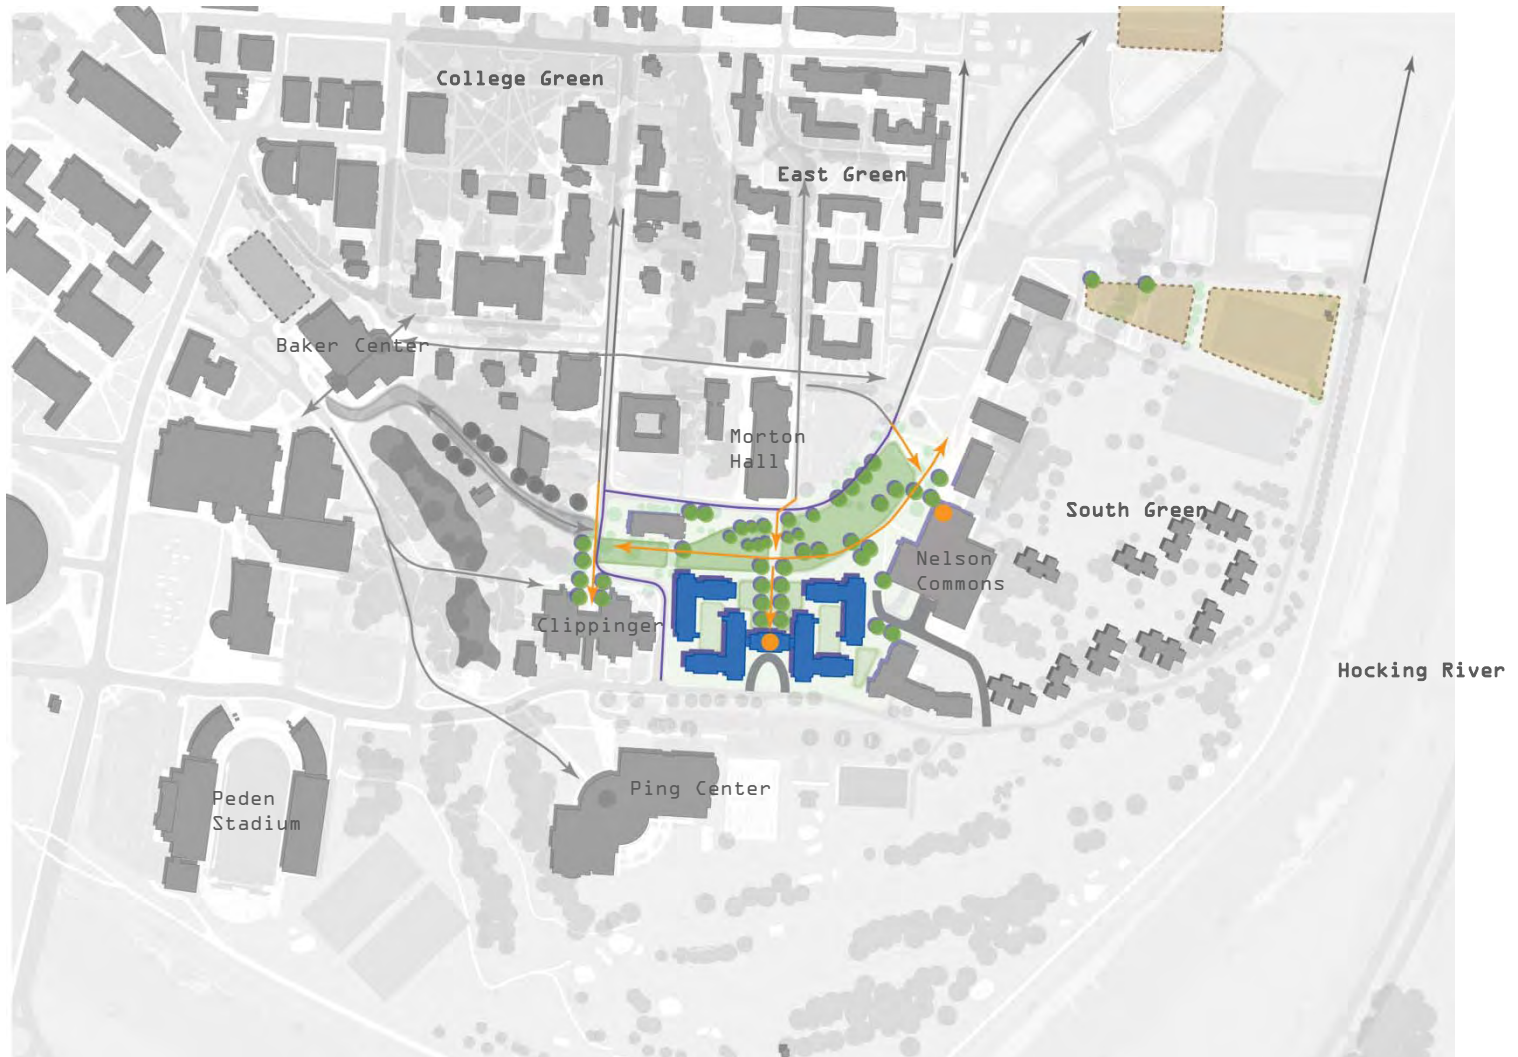 College Green
East Green
Baker Center
Morton
Hall
South Green
Nelson
Commons
Clippinger
Hocking River
Ping Center
Peden
Stadium